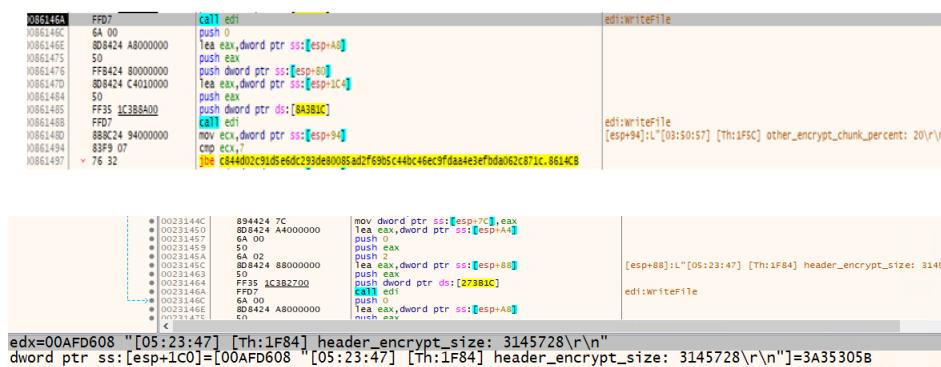 0086146A FFD7 call edi edi:WriteFile
0086146C 6A 00 push 0
0086146E 8D8424 A8000000 lea eax,dword ptr ss:[esp+A8]
00861475 50 push eax
00861476 FFB424 80000000 push dword ptr ss:[esp+80]
0086147D 8D8424 C4010000 lea eax,dword ptr ss:[esp+1C4]
00861484 50 push eax
00861485 FF35 1C3B8A00 push dword ptr ds:[8A3B1C]
0086148B FFD7 call edi edi:WriteFile
0086148D 8B8C24 94000000 mov ecx,dword ptr ss:[esp+94] [esp+94]:L"[03:50:57] [Th:1F5C] other_encrypt_chunk_percent: 20\r\
00861494 83F9 07 cmp ecx,7
00861497 76 32 jbe c844d02c91d5e6dc293de80085ad2f69b5c44bc46ec9fdaa4e3efbda062c871c.8614CB
0023144C 894424 7C mov dword ptr ss:[esp+7C],eax
00231450 8D8424 A4000000 lea eax,dword ptr ss:[esp+A4]
00231457 6A 00 push 0
00231459 50 push eax
0023145A 6A 02 push 2
0023145C 8D8424 88000000 lea eax,dword ptr ss:[esp+88] [esp+88]:L"[05:23:47] [Th:1F84] header_encrypt_size: 3145
00231463 50 push eax
00231464 FF35 1C3B2700 push dword ptr ds:[273B1C]
0023146A FFD7 call edi edi:WriteFile
0023146C 6A 00 push 0
0023146E 8D8424 A8000000 lea eax,dword ptr ss:[esp+A8]
00231475 50 push eax
edx=00AFD608 "[05:23:47] [Th:1F84] header_encrypt_size: 3145728\r\n"
dword ptr ss:[esp+1C0]=[00AFD608 "[05:23:47] [Th:1F84] header_encrypt_size: 3145728\r\n"]=3A35305B